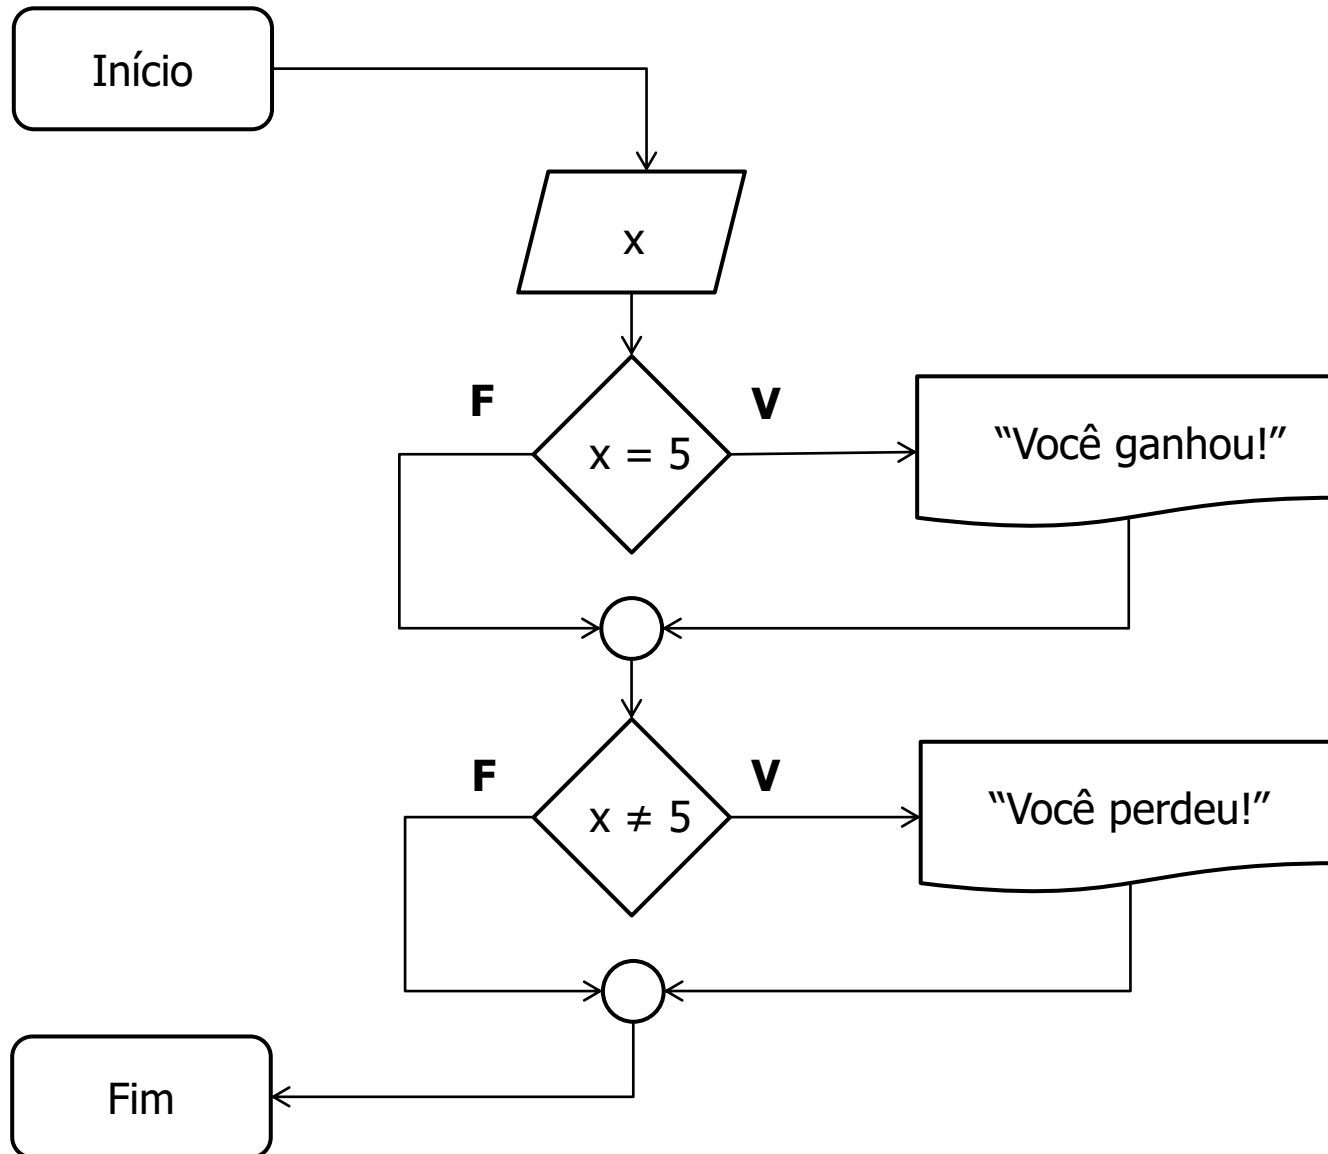 Início
x
F
V
x = 5
“Você ganhou!”
F
V
x ≠ 5
“Você perdeu!”
Fim